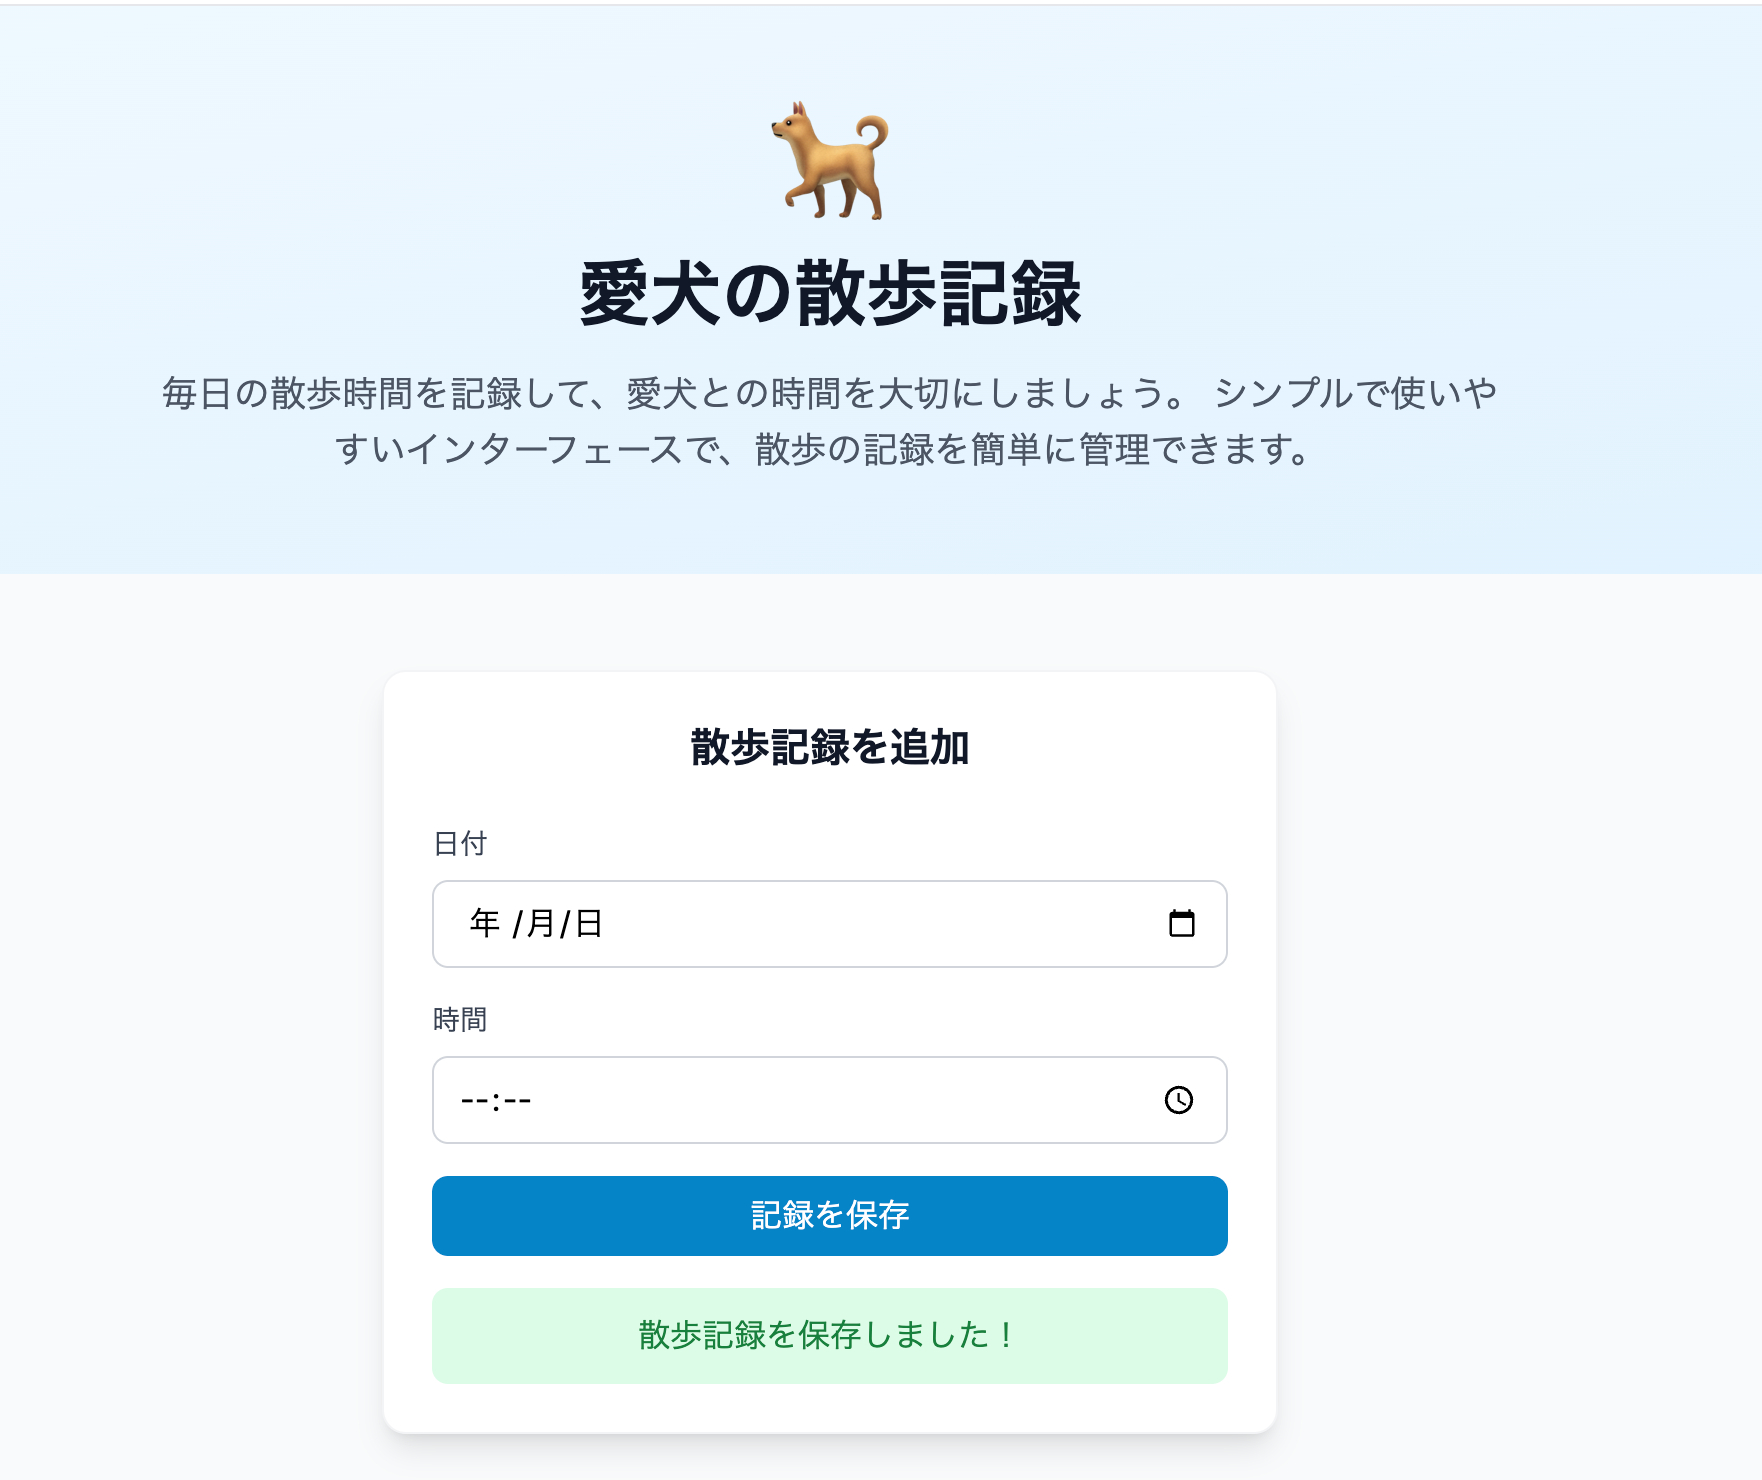 愛犬の散歩記録
毎日の散歩時間を記録して、愛犬との時間を大切にしましょう。 シンプルで使いや
すいインターフェースで、散歩の記録を簡単に管理できます。
散歩記録を追加
日付
年 /月/日
時間
--:--
記録を保存
散歩記録を保存しました！